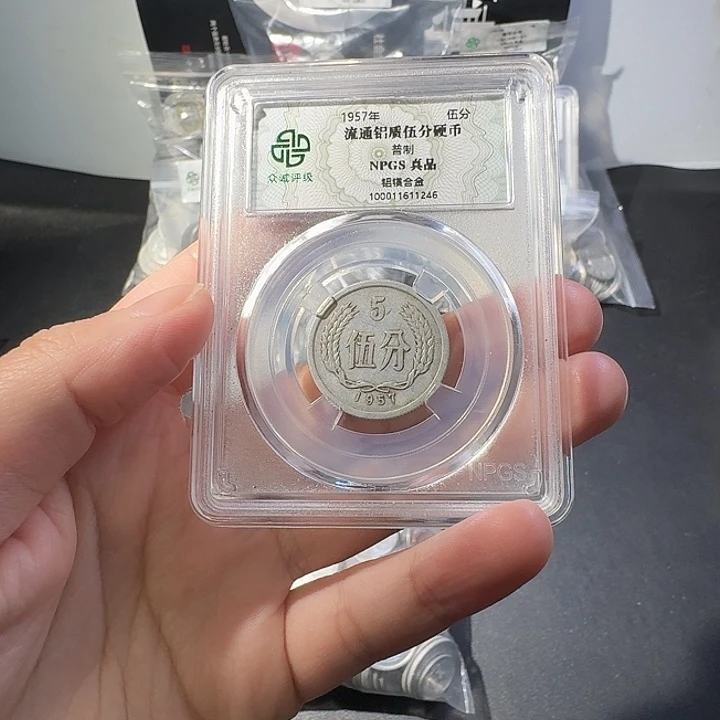 1957年 伍分
流通铝质伍分硬币
普制
NPGS 真品
铝镁合金
100011611246
众诚评级
5
伍分
1957
NPGS